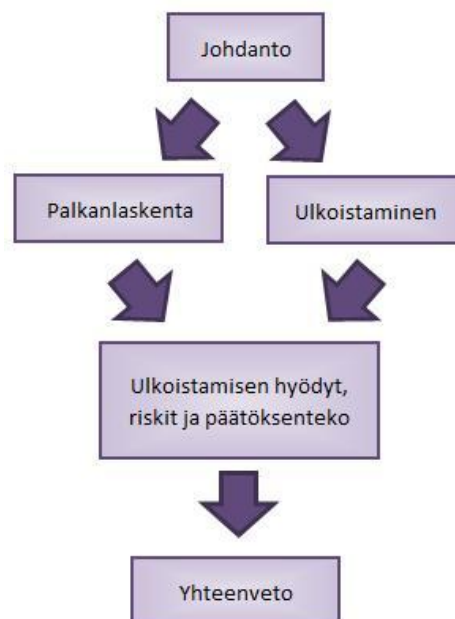 Johdanto
Palkanlaskenta
Ulkoistaminen
Ulkoistamisen hyödyt,
riskit ja päätöksenteko
Yhteenveto